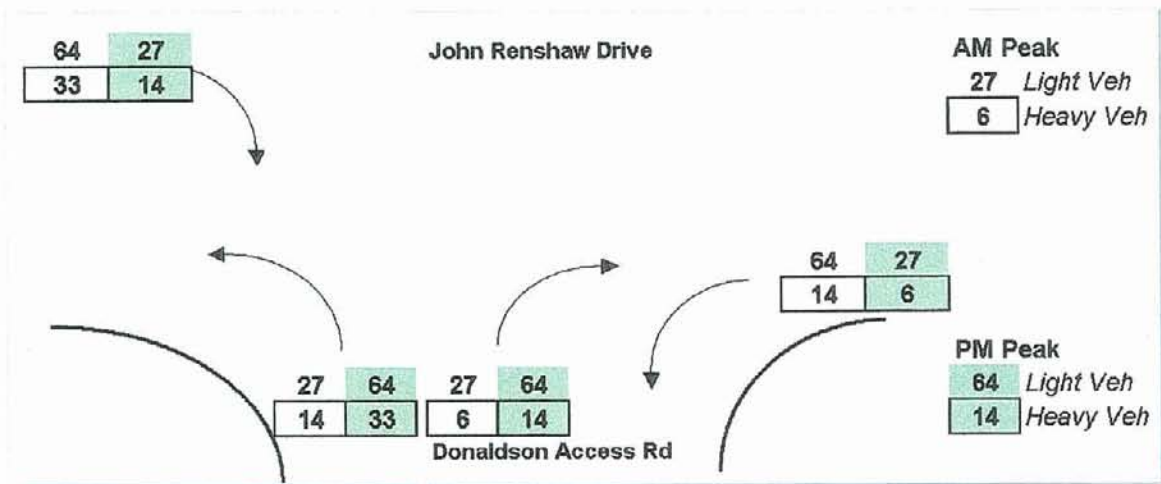 64 27
33 14
John Renshaw Drive
AM Peak
27 Light Veh
6 Heavy Veh
64 27
14 6
27 64
14 33
27 64
6 14
Donaldson Access Rd
PM Peak
64 Light Veh
14 Heavy Veh